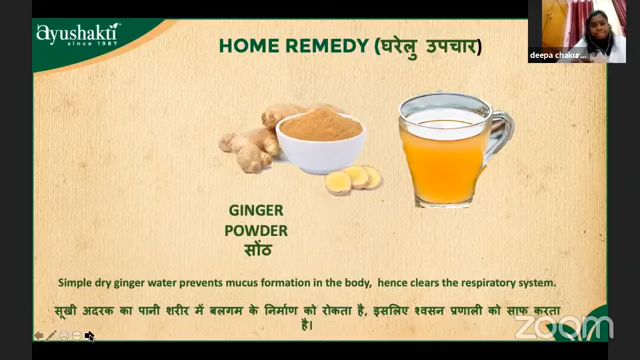 ayushakti
since 1987
HOME REMEDY (घरेलु उपचार)
deepa chakur...
GINGER
POWDER
सोंठ
Simple dry ginger water prevents mucus formation in the body, hence clears the respiratory system.
सूखी अदरक का पानी शरीर में बलगम के निर्माण को रोकता है, इसलिए श्वसन प्रणाली को साफ करता
है।
zoom